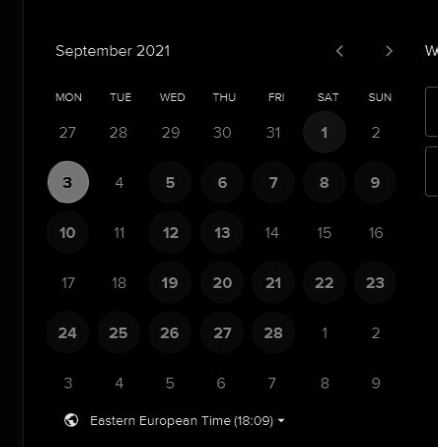 September 2021
W
MON TUE WED THU FRI SAT SUN
27 28 29 30 31 1 2
3 4 5 6 7 8 9
10 11 12 13 14 15 16
17 18 19 20 21 22 23
24 25 26 27 28 1 2
3 4 5 6 7 8 9
Eastern European Time (18:09)